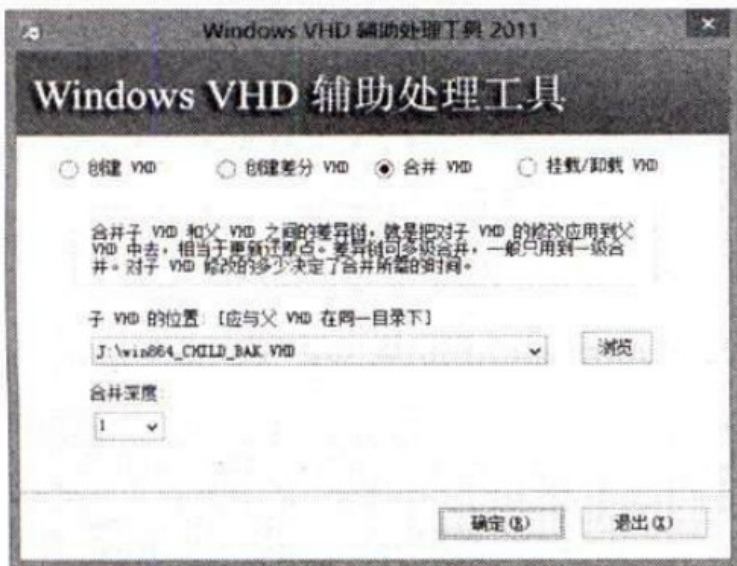 Windows VHD 辅助处理工具 2011
Windows VHD 辅助处理工具
创建 VHD 创建差分 VHD 合并 VHD 挂载/卸载 VHD
合并子 VHD 和父 VHD 之间的差异链，就是把对子 VHD 的修改应用到父
VHD 中去，相当于更新还原点。差异链可多级合并，一般只用到一级合
并。对子 VHD 修改的多少决定了合并所需的时间。
子 VHD 的位置: [应与父 VHD 在同一目录下]
J:\win864_CHILD_BAK.VHD 浏览
合并深度:
1
确定(R) 退出(X)